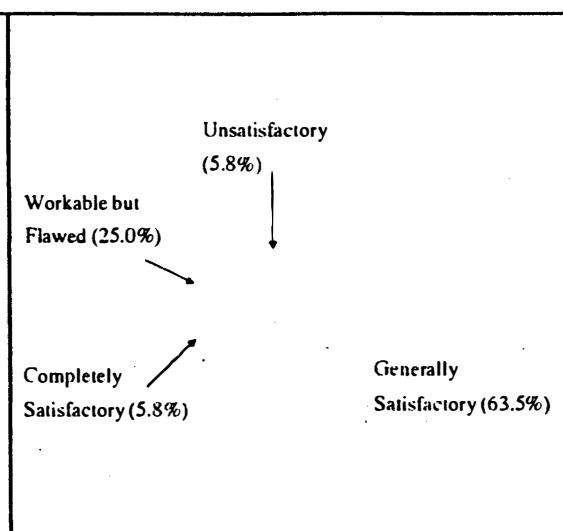 Unsatisfactory
(5.8%)
Workable but
Flawed (25.0%)
Completely
Satisfactory (5.8%)
Generally
Satisfactory (63.5%)